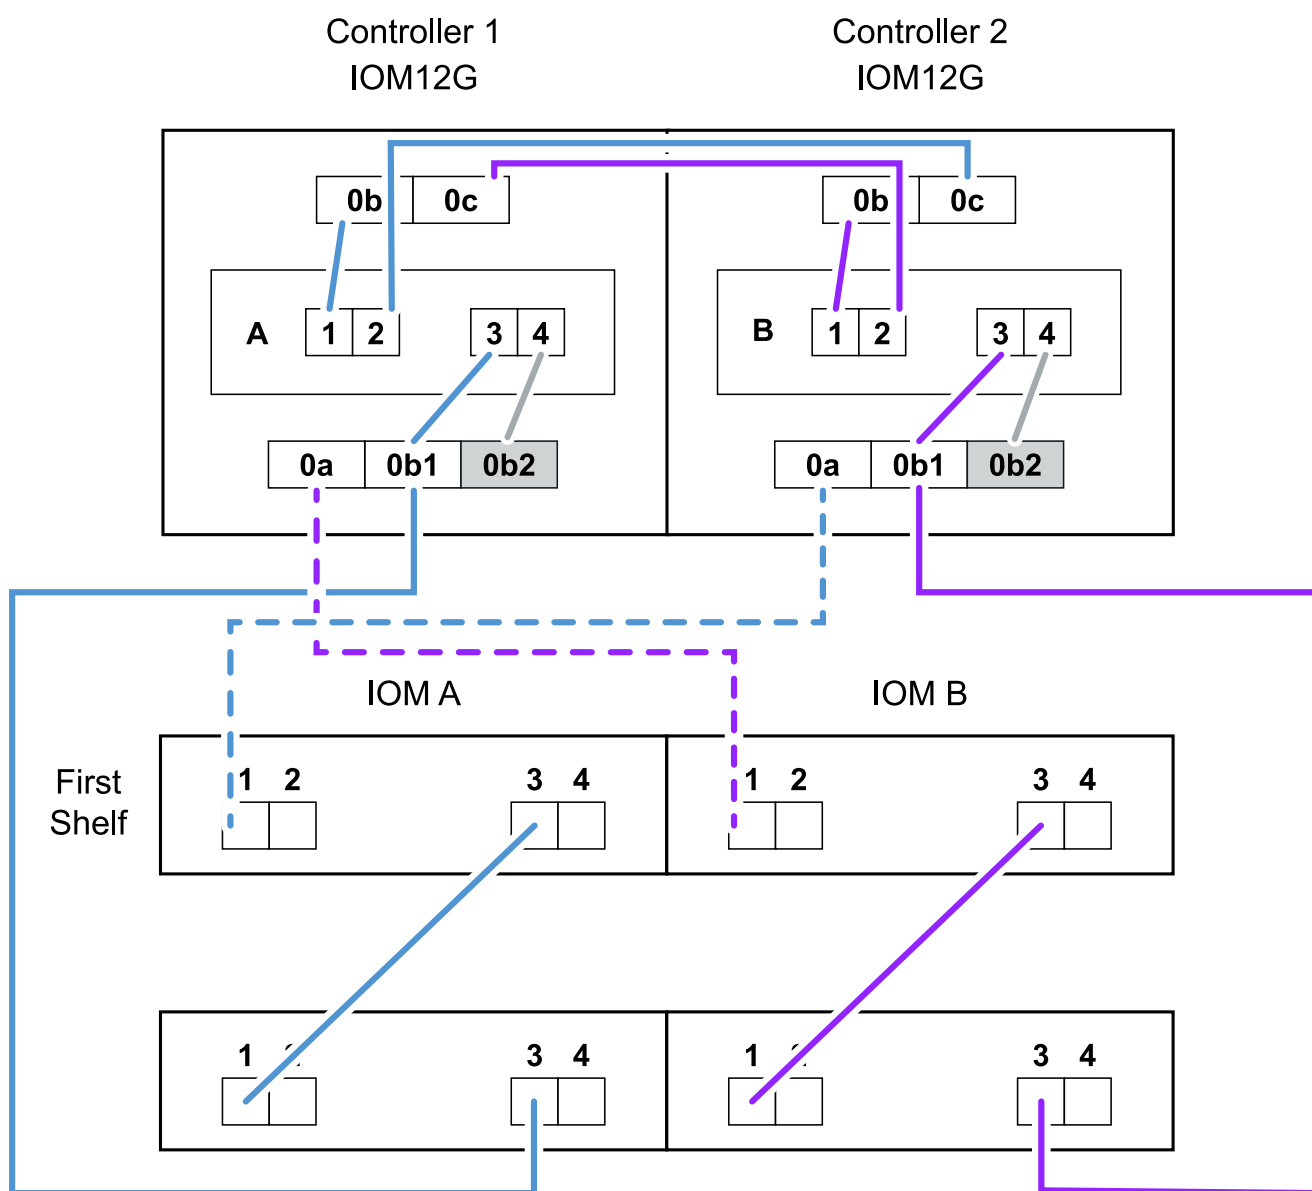 Controller 1
IOM12G
Controller 2
IOM12G
0b 0c
0b 0c
A 1 2 3 4
B 1 2 3 4
0a 0b1 0b2
0a 0b1 0b2
IOM A
IOM B
First
Shelf
1 2 3 4
1 2 3 4
1 3 4
1 3 4